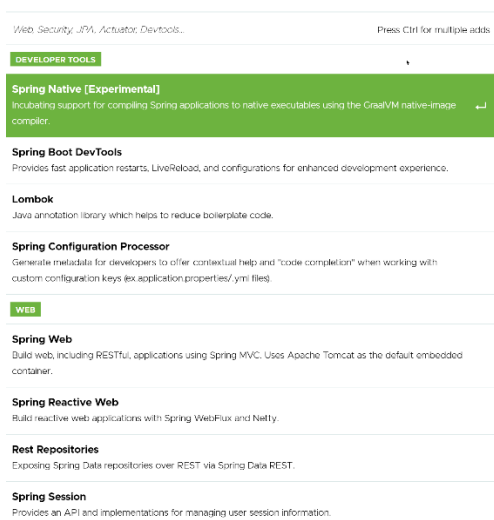 Web, Security, JPA, Actuator, Devtools... Press Ctrl for multiple adds
DEVELOPER TOOLS
Spring Native [Experimental]
Incubating support for compiling Spring applications to native executables using the GraalVM native-image
compiler.
Spring Boot DevTools
Provides fast application restarts, LiveReload, and configurations for enhanced development experience.
Lombok
Java annotation library which helps to reduce boilerplate code.
Spring Configuration Processor
Generate metadata for developers to offer contextual help and "code completion" when working with
custom configuration keys (ex.application.properties/.yml files).
WEB
Spring Web
Build web, including RESTful, applications using Spring MVC. Uses Apache Tomcat as the default embedded
container.
Spring Reactive Web
Build reactive web applications with Spring WebFlux and Netty.
Rest Repositories
Exposing Spring Data repositories over REST via Spring Data REST.
Spring Session
Provides an API and implementations for managing user session information.